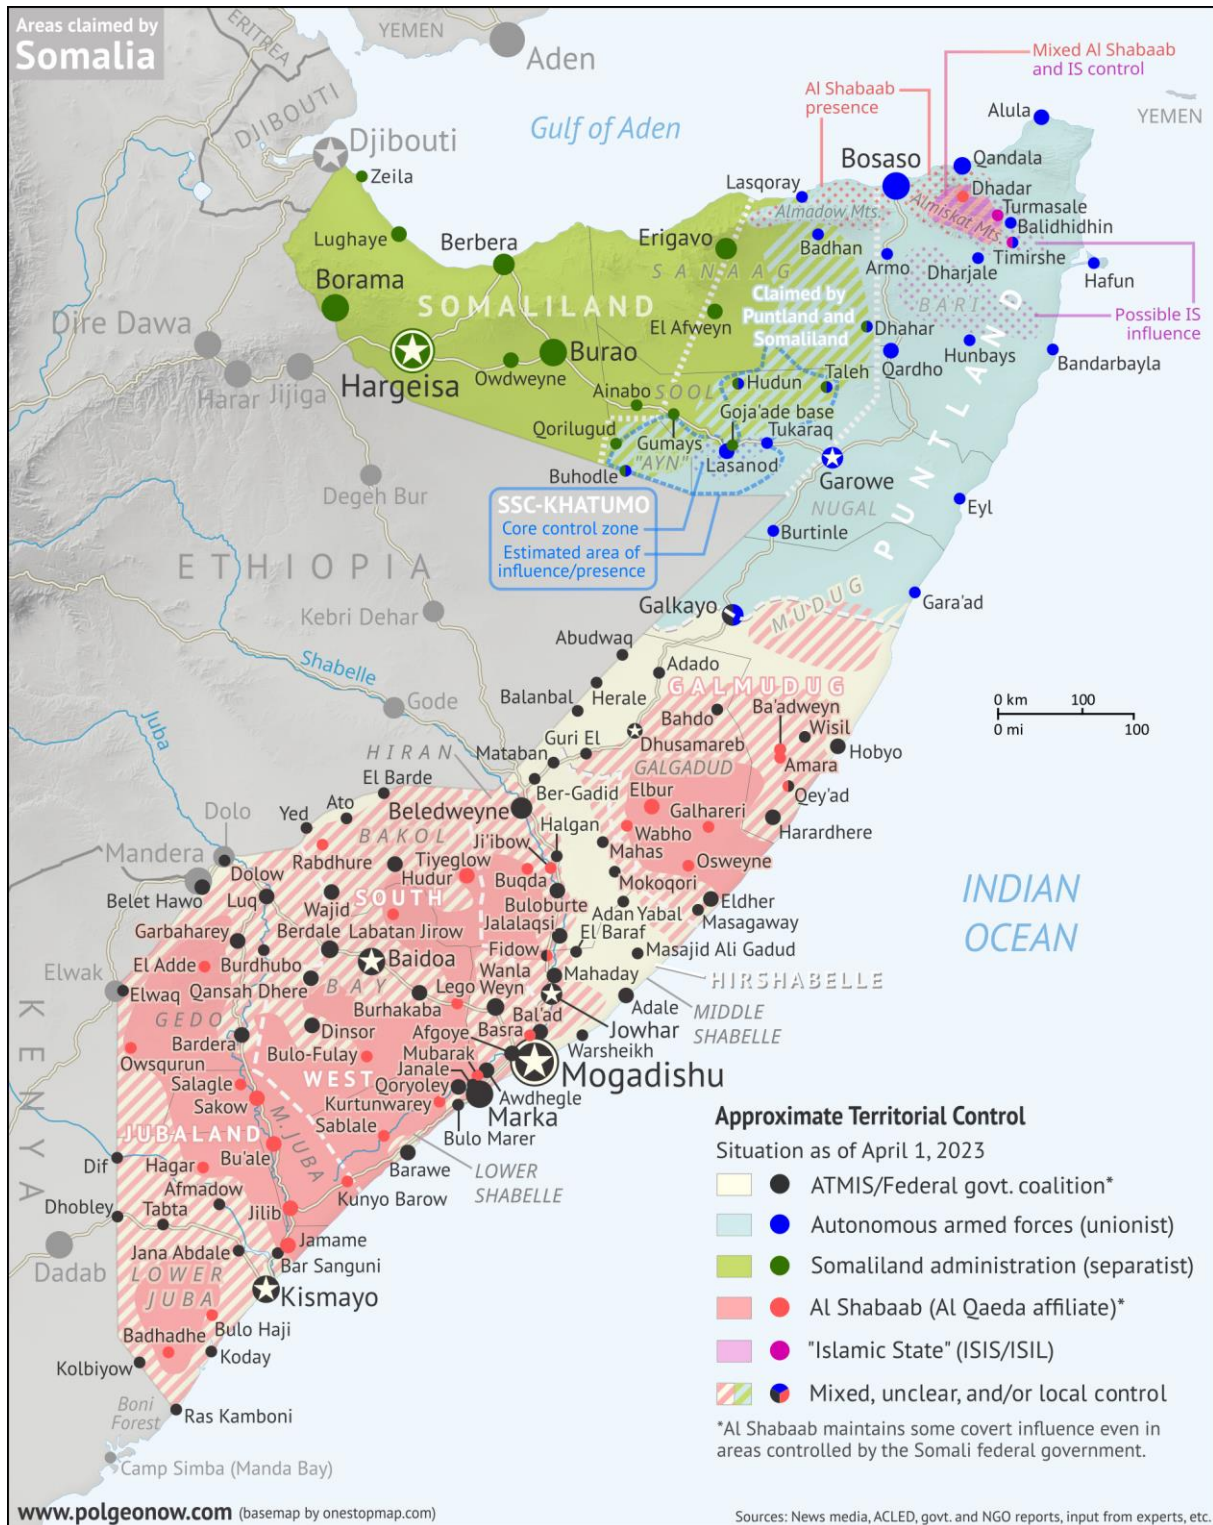 Areas claimed by
Somalia
ERITREA
YEMEN
Aden
Mixed Al Shabaab
and IS control
Al Shabaab
presence
DJIBOUTI
Djibouti
Gulf of Aden
Alula
YEMEN
Bosaso
Qandala
Zeila
Lasqoray
Dhadar
Almadow Mts.
Almiskat Mts.
Turmasale
Balidhidhin
Lughaye
Berbera
Erigavo
Badhan
Timirshe
Armo
Dharjale
Hafun
Borama
SANAAG
SOMALILAND
Claimed by
Puntland and
Somaliland
BARI
Possible IS
influence
Dire Dawa
El Afweyn
Dhahar
Hunbays
Bandarbayla
Burao
Qardho
Hargeisa
Owdweyne
Hudun
Taleh
PUNTLAND
Harar
Jijiga
Ainabo
SOOL
Goja'ade base
Qorilugud
Gumays
Tukaraq
"AYN"
Lasanod
Buhodle
Garowe
Degeh Bur
SSC-KHATUMO
Core control zone
Estimated area of
influence/presence
NUGAL
Eyl
Burtinle
ETHIOPIA
Kebri Dehar
Galkayo
MUDUG
Gara'ad
Abudwaq
Shabelle
Adado
Balanbal
Herale
GALMUDUG
Gode
Juba
Bahdo
Ba'adweyn
Wisil
Guri El
HIRAN
Mataban
Dhusamareb
Hobyo
GALGADUD
Amara
El Barde
Ber-Gadid
Elbur
Qey'ad
Dolo
Yed
Ato
Beledweyne
Galhareri
BAKOL
Halgan
Harardhere
Mandera
Rabdhure
Ji'ibow
Wabho
Tiyeglow
Mahas
Dolow
Hudur
Buqda
Osweyne
Mokoqori
Belet Hawo
Luq
Wajid
SOUTH
Buloburte
Eldher
Adan Yabal
Masagaway
Garbaharey
Berdale
Labatan Jirow
Jalalaqsi
El Baraf
El Adde
Burdhubo
Baidoa
Fidow
Masajid Ali Gadud
Elwak
Wanla
Weyn
Mahaday
HIRSHABELLE
Elwaq
Qansah Dhere
BAY
Lego
Burhakaba
Adale
MIDDLE
SHABELLE
GEDO
Dinsor
Afgoye
Bal'ad
Basra
Jowhar
Bardera
Warsheikh
Owsqurun
Bulo-Fulay
Mubarak
Mogadishu
Salagle
WEST
Janale
Qoryoley
Awdhegle
Sakow
Kurtunwarey
Marka
Sablale
Bulo Marer
KENYA
JUBALAND
M. JUBA
Bu'ale
Barawe
LOWER
SHABELLE
Dif
Hagar
Kunyo Barow
Afmadow
Dhobley
Tabta
Jilib
Jamame
Dadab
Jana Abdale
Bar Sanguni
LOWER
JUBA
Kismayo
Badhadhe
Bulo Haji
Kolbiyow
Koday
Boni
Forest
Ras Kamboni
Camp Simba (Manda Bay)
INDIAN
OCEAN
0 km 100
0 mi 100
Approximate Territorial Control
Situation as of April 1, 2023
ATMIS/Federal govt. coalition*
Autonomous armed forces (unionist)
Somaliland administration (separatist)
Al Shabaab (Al Qaeda affiliate)*
"Islamic State" (ISIS/ISIL)
Mixed, unclear, and/or local control
*Al Shabaab maintains some covert influence even in
areas controlled by the Somali federal government.
www.polgeonow.com (basemap by onestopmap.com)
Sources: News media, ACLED, govt. and NGO reports, input from experts, etc.